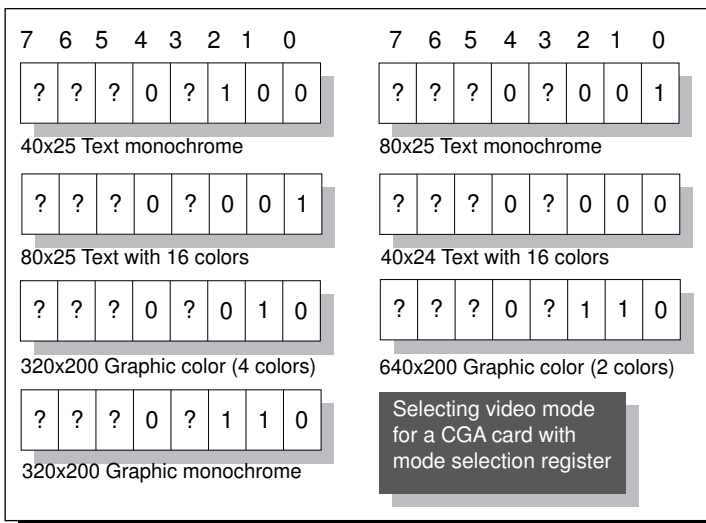 7 6 5 4 3 2 1 0
? ? ? 0 ? 1 0 0
40x25 Text monochrome
7 6 5 4 3 2 1 0
? ? ? 0 ? 0 0 1
80x25 Text monochrome
? ? ? 0 ? 0 0 1
80x25 Text with 16 colors
? ? ? 0 ? 0 0 0
40x24 Text with 16 colors
? ? ? 0 ? 0 1 0
320x200 Graphic color (4 colors)
? ? ? 0 ? 1 1 0
640x200 Graphic color (2 colors)
? ? ? 0 ? 1 1 0
320x200 Graphic monochrome
Selecting video mode
for a CGA card with
mode selection register